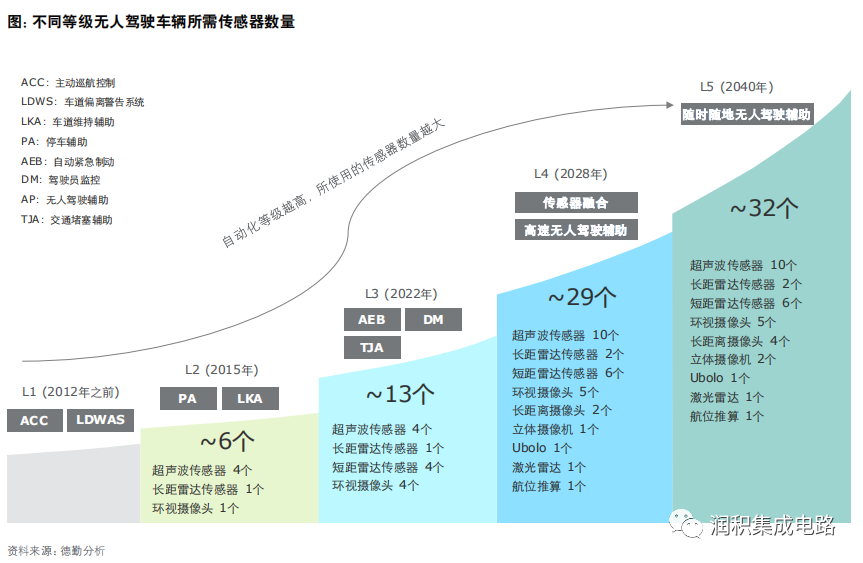 图: 不同等级无人驾驶车辆所需传感器数量
ACC: 主动巡航控制
LDWS: 车道偏离警告系统
LKA: 车道维持辅助
PA: 停车辅助
AEB: 自动紧急制动
DM: 驾驶员监控
AP: 无人驾驶辅助
TJA: 交通堵塞辅助
自动化等级越高，所使用的传感器数量越大
L1 (2012年之前)
ACC
LDWAS
L2 (2015年)
PA
LKA
~6个
超声波传感器 4个
长距雷达传感器 1个
环视摄像头 1个
L3 (2022年)
AEB
DM
TJA
~13个
超声波传感器 4个
长距雷达传感器 1个
短距雷达传感器 4个
环视摄像头 4个
L4 (2028年)
传感器融合
高速无人驾驶辅助
~29个
超声波传感器 10个
长距雷达传感器 2个
短距雷达传感器 6个
环视摄像头 5个
长距离摄像头 2个
立体摄像机 1个
Ubolo 1个
激光雷达 1个
航位推算 1个
L5 (2040年)
随时随地无人驾驶辅助
~32个
超声波传感器 10个
长距雷达传感器 2个
短距雷达传感器 6个
环视摄像头 5个
长距离摄像头 4个
立体摄像机 2个
Ubolo 1个
激光雷达 1个
航位推算 1个
润积集成电路
资料来源: 德勤分析